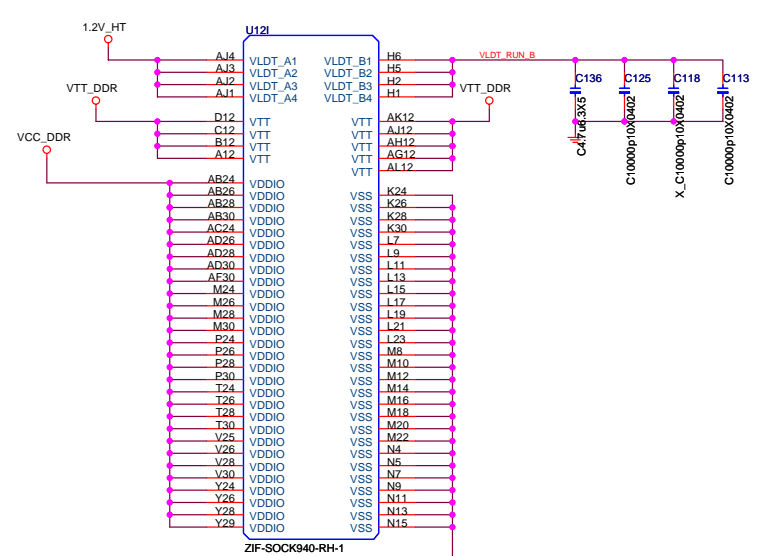 1.2V_HT
VTT_DDR
VCC_DDR
U12I
AJ4 VLDT_A1 VLDT_B1 H6
AJ3 VLDT_A2 VLDT_B2 H5
AJ2 VLDT_A3 VLDT_B3 H2
AJ1 VLDT_A4 VLDT_B4 H1
VLDT_RUN_B
VTT_DDR
C136 C125 C118 C113
C4.7u6.3X5
C10000p10X0402
X_C10000p10X0402
C10000p10X0402
D12 VTT VTT AK12
C12 VTT VTT AJ12
B12 VTT VTT AH12
A12 VTT VTT AG12
VTT AL12
AB24 VDDIO VSS K24
AB26 VDDIO VSS K26
AB28 VDDIO VSS K28
AB30 VDDIO VSS K30
AC24 VDDIO VSS L7
AD26 VDDIO VSS L9
AD28 VDDIO VSS L11
AD30 VDDIO VSS L13
AF30 VDDIO VSS L15
M24 VDDIO VSS L17
M26 VDDIO VSS L19
M28 VDDIO VSS L21
M30 VDDIO VSS L23
P24 VDDIO VSS M8
P26 VDDIO VSS M10
P28 VDDIO VSS M12
P30 VDDIO VSS M14
T24 VDDIO VSS M16
T26 VDDIO VSS M18
T28 VDDIO VSS M20
T30 VDDIO VSS M22
V25 VDDIO VSS N4
V26 VDDIO VSS N5
V28 VDDIO VSS N7
V30 VDDIO VSS N9
Y24 VDDIO VSS N11
Y26 VDDIO VSS N13
Y28 VDDIO VSS N15
Y29 VDDIO
ZIF-SOCK940-RH-1